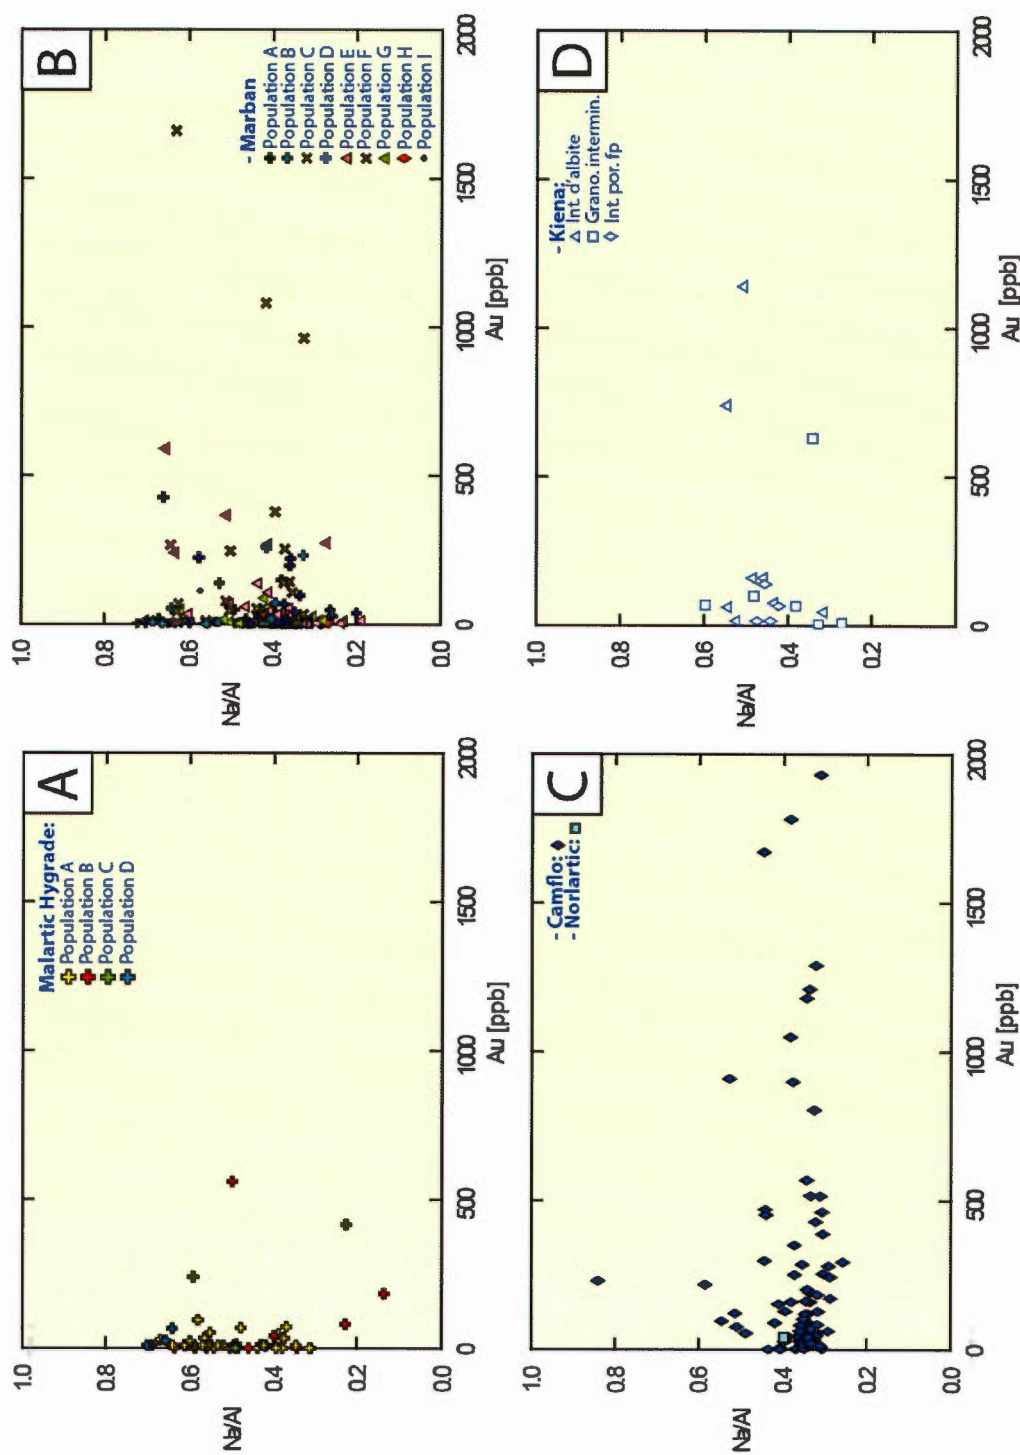 A
Malartic Hygrade:
Population A
Population B
Population C
Population D
Na/Al
1.0
0.8
0.6
0.4
0.2
0.0
0
500
1000
1500
2000
Au [ppb]
B
- Marban
Population A
Population B
Population C
Population D
Population E
Population F
Population G
Population H
Population I
Na/Al
1.0
0.8
0.6
0.4
0.2
0.0
0
500
1000
1500
2000
Au [ppb]
C
- Camflo:
- Norlartic:
Na/Al
1.0
0.8
0.6
0.4
0.2
0.0
0
500
1000
1500
2000
Au [ppb]
D
- Kiena:
Int. d'albite
Grano. intermin.
Int. por. fp
Na/Al
1.0
0.8
0.6
0.4
0.2
0
500
1000
1500
2000
Au [ppb]